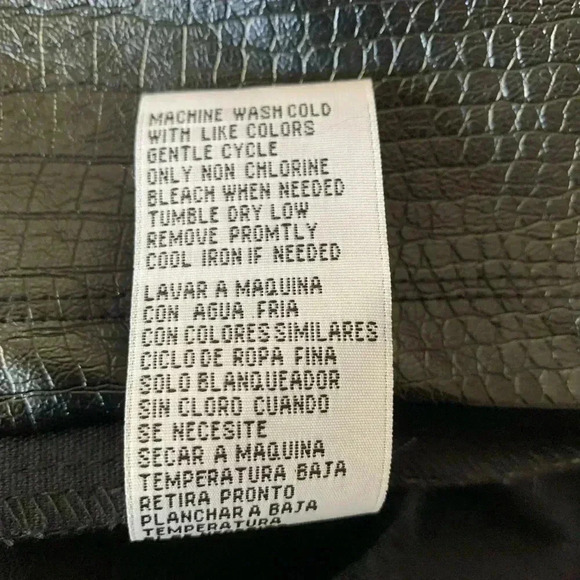 MACHINE WASH COLD
WITH LIKE COLORS
GENTLE CYCLE
ONLY NON CHLORINE
BLEACH WHEN NEEDED
TUMBLE DRY LOW
REMOVE PROMTLY
COOL IRON IF NEEDED
LAVAR A MAQUINA
CON AGUA FRIA
CON COLORES SIMILARES
CICLO DE ROPA FINA
SOLO BLANQUEADOR
SIN CLORO CUANDO
SE NECESITE
SECAR A MAQUINA
TEMPERATURA BAJA
RETIRA PRONTO
PLANCHAR A BAJA
TEMPERATURA